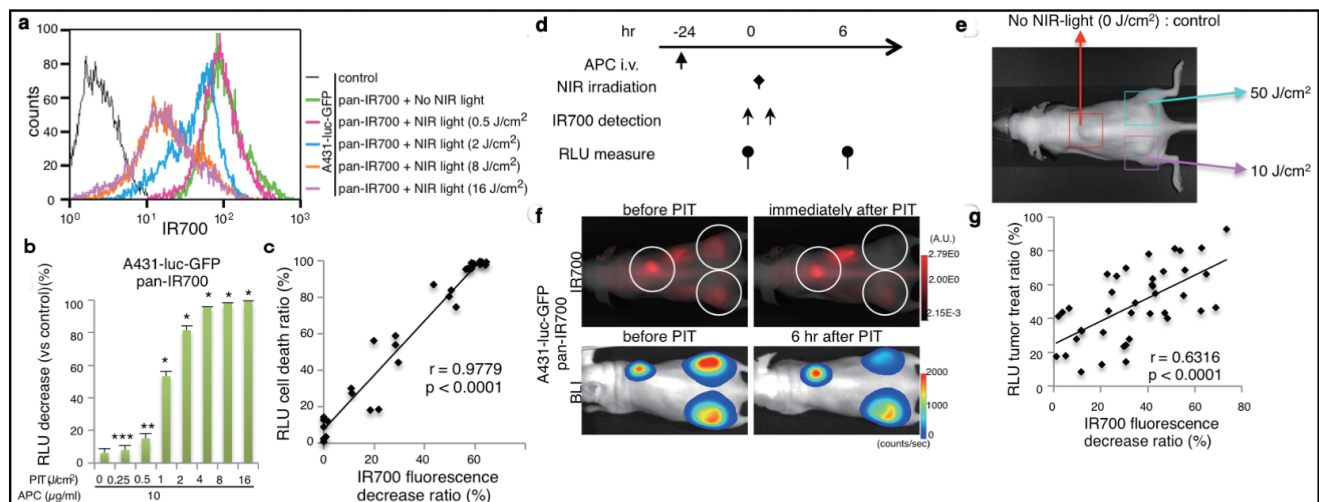 a
100
80
60
40
20
0
counts
10⁰ 10¹ 10² 10³
IR700
A431-luc-GFP
control
pan-IR700 + No NIR light
pan-IR700 + NIR light (0.5 J/cm²
pan-IR700 + NIR light (2 J/cm²)
pan-IR700 + NIR light (8 J/cm²)
pan-IR700 + NIR light (16 J/cm²)
b
A431-luc-GFP
pan-IR700
RLU decrease (vs control)(%)
100
80
60
40
20
0
*** ** * * * * *
PIT(J/cm²) 0 0.25 0.5 1 2 4 8 16
APC (µg/ml) 10
c
RLU cell death ratio (%)
100
80
60
40
20
0
r = 0.9779
p < 0.0001
0 20 40 60 80
IR700 fluorescence
decrease ratio (%)
d
hr -24 0 6
APC i.v.
NIR irradiation
IR700 detection
RLU measure
e
No NIR-light (0 J/cm²) : control
50 J/cm²
10 J/cm²
f
before PIT immediately after PIT
A431-luc-GFP
pan-IR700
IR700
(A.U.)
2.79E0
2.00E0
2.15E-3
before PIT 6 hr after PIT
BLI
2000
1000
0
(counts/sec)
g
RLU tumor treat ratio (%)
100
80
60
40
20
0
r = 0.6316
p < 0.0001
0 20 40 60 80
IR700 fluorescence
decrease ratio (%)